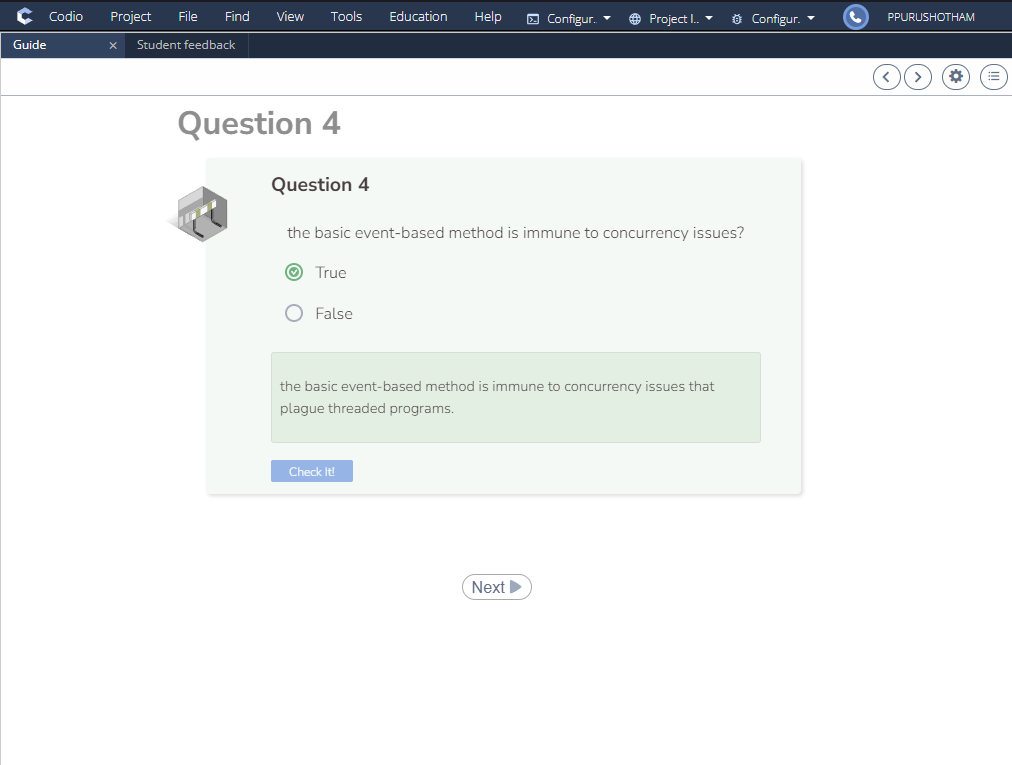 Codio Project File Find View Tools Education Help Configur. Project I.. Configur. PPURUSHOTHAM
Guide × Student feedback
Question 4
Question 4
the basic event-based method is immune to concurrency issues?
True
False
the basic event-based method is immune to concurrency issues that
plague threaded programs.
Check It!
Next